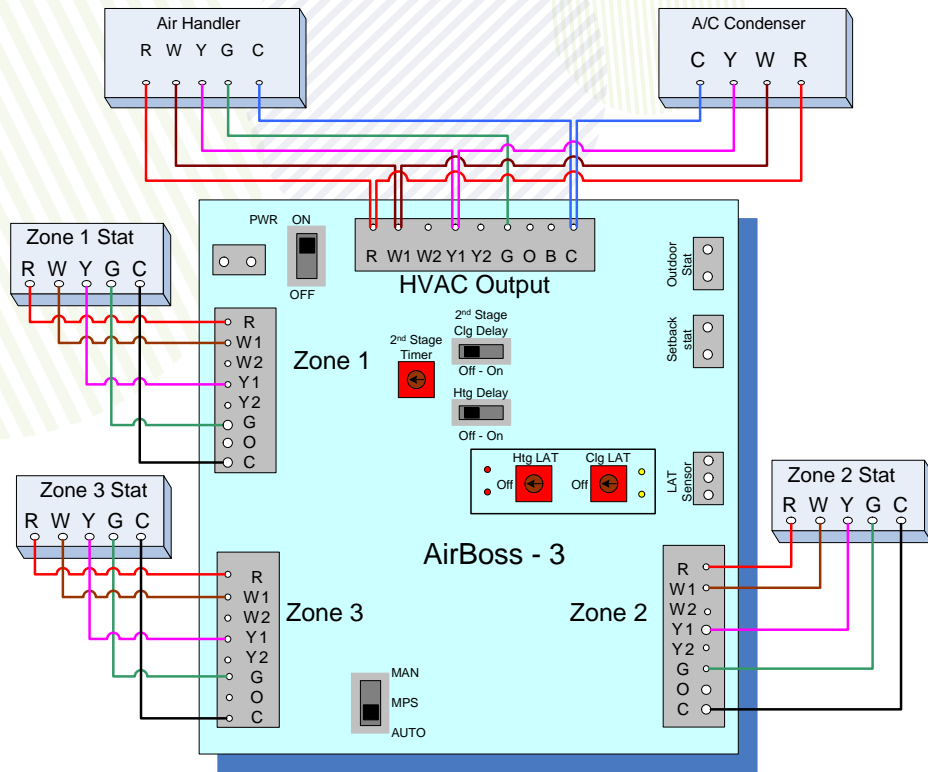 Air Handler
R W Y G C
A/C Condenser
C Y W R
PWR
ON
OFF
R W1 W2 Y1 Y2 G O B C
HVAC Output
Outdoor
Stat
Zone 1 Stat
R W Y G C
R
W1
W2
Y1
Y2
G
O
C
Zone 1
2nd Stage
Timer
2nd Stage
Clg Delay
Off - On
Htg Delay
Off - On
Setback
stat
Htg LAT
Off
Clg LAT
Off
LAT
Sensor
Zone 2 Stat
R W Y G C
Zone 3 Stat
R W Y G C
AirBoss - 3
R
W1
W2
Y1
Y2
G
O
C
Zone 3
Zone 2
R
W1
W2
Y1
Y2
G
O
C
MAN
MPS
AUTO